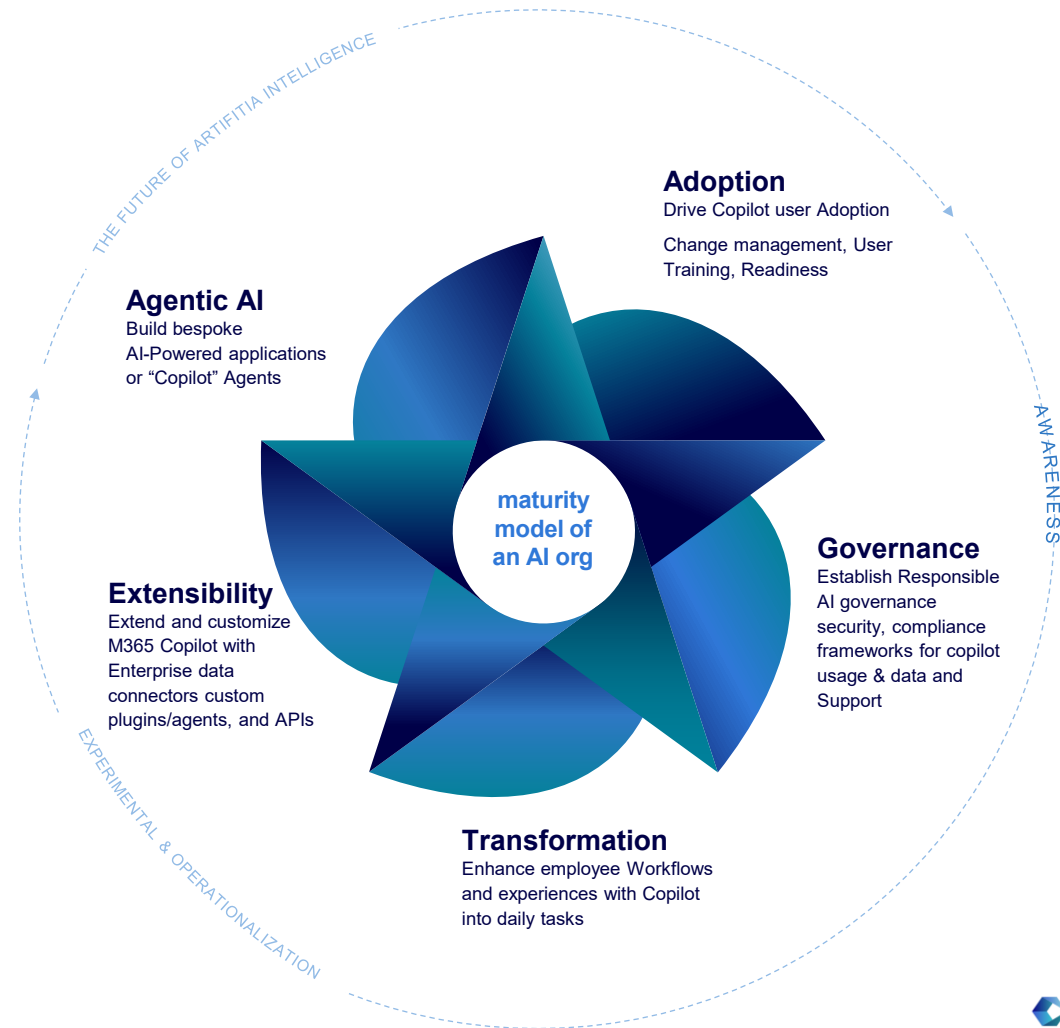 THE FUTURE OF ARTIFITIA INTELLIGENCE
Adoption
Drive Copilot user Adoption
Change management, User
Training, Readiness
Agentic AI
Build bespoke
AI-Powered applications
or “Copilot” Agents
AWARENESS
maturity
model of
an AI org
Governance
Establish Responsible
AI governance
security, compliance
frameworks for copilot
usage & data and
Support
Extensibility
Extend and customize
M365 Copilot with
Enterprise data
connectors custom
plugins/agents, and APIs
EXPERIMENTAL & OPERATIONALIZATION
Transformation
Enhance employee Workflows
and experiences with Copilot
into daily tasks